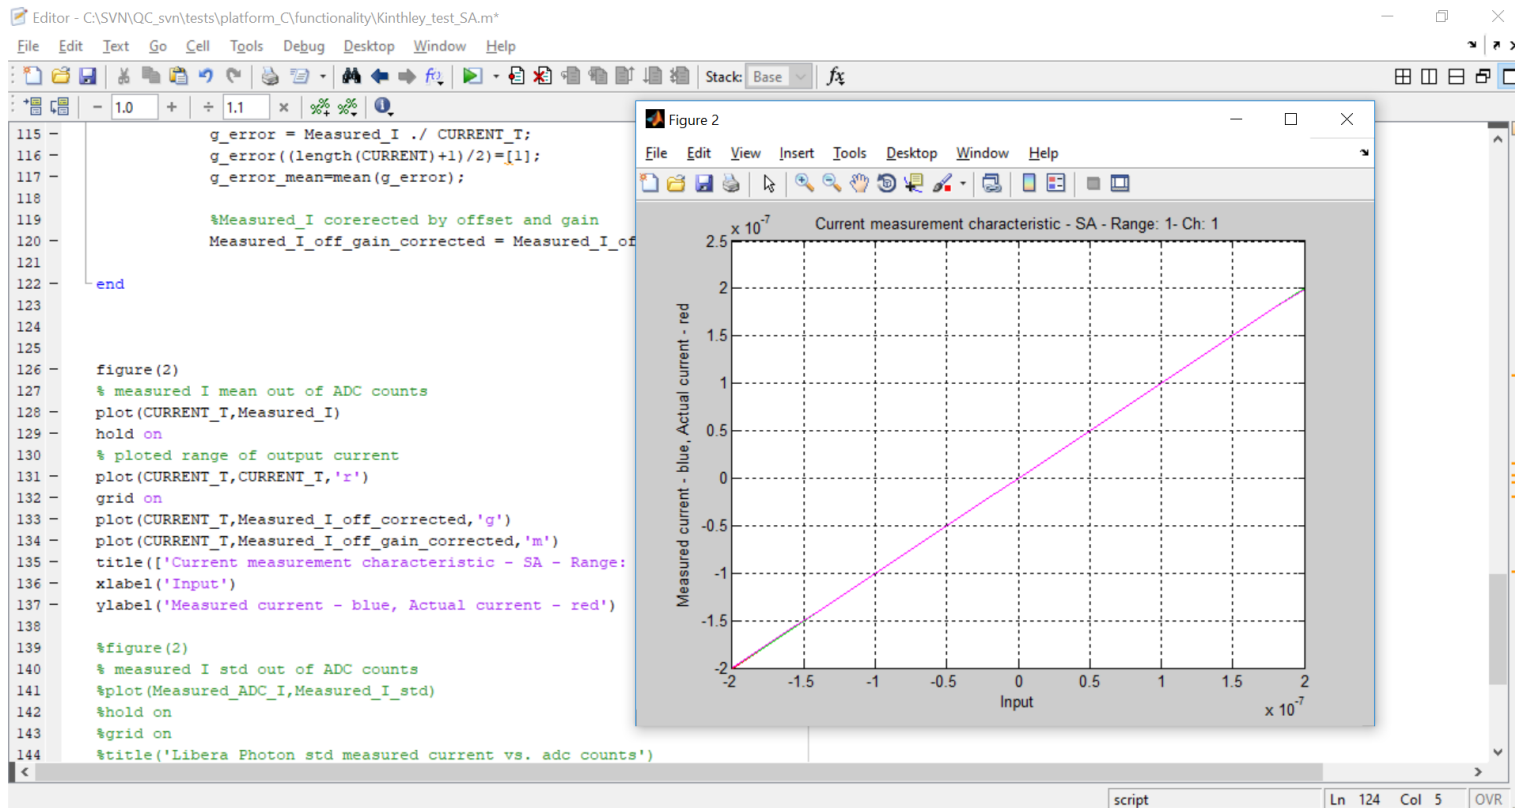 Editor - C:\SVN\QC_svn\tests\platform_C\functionality\Kinthley_test_SA.m*
File Edit Text Go Cell Tools Debug Desktop Window Help
Stack: Base fx
- 1.0 + ÷ 1.1 ×
115 - g_error = Measured_I ./ CURRENT_T;
116 - g_error((length(CURRENT)+1)/2)=[1];
117 - g_error_mean=mean(g_error);
118
119 %Measured_I corerected by offset and gain
120 - Measured_I_off_gain_corrected = Measured_I_of
121
122 - end
123
124
125
126 - figure(2)
127 % measured I mean out of ADC counts
128 - plot(CURRENT_T,Measured_I)
129 - hold on
130 % ploted range of output current
131 - plot(CURRENT_T,CURRENT_T,'r')
132 - grid on
133 - plot(CURRENT_T,Measured_I_off_corrected,'g')
134 - plot(CURRENT_T,Measured_I_off_gain_corrected,'m')
135 - title(['Current measurement characteristic - SA - Range:
136 - xlabel('Input')
137 - ylabel('Measured current - blue, Actual current - red')
138
139 %figure(2)
140 % measured I std out of ADC counts
141 %plot(Measured_ADC_I,Measured_I_std)
142 %hold on
143 %grid on
144 %title('Libera Photon std measured current vs. adc counts')
Figure 2
File Edit View Insert Tools Desktop Window Help
x 10-7
Current measurement characteristic - SA - Range: 1- Ch: 1
2.5
2
1.5
1
0.5
0
-0.5
-1
-1.5
-2
Measured current - blue, Actual current - red
-2 -1.5 -1 -0.5 0 0.5 1 1.5 2
Input
x 10-7
script Ln 124 Col 5 OVR